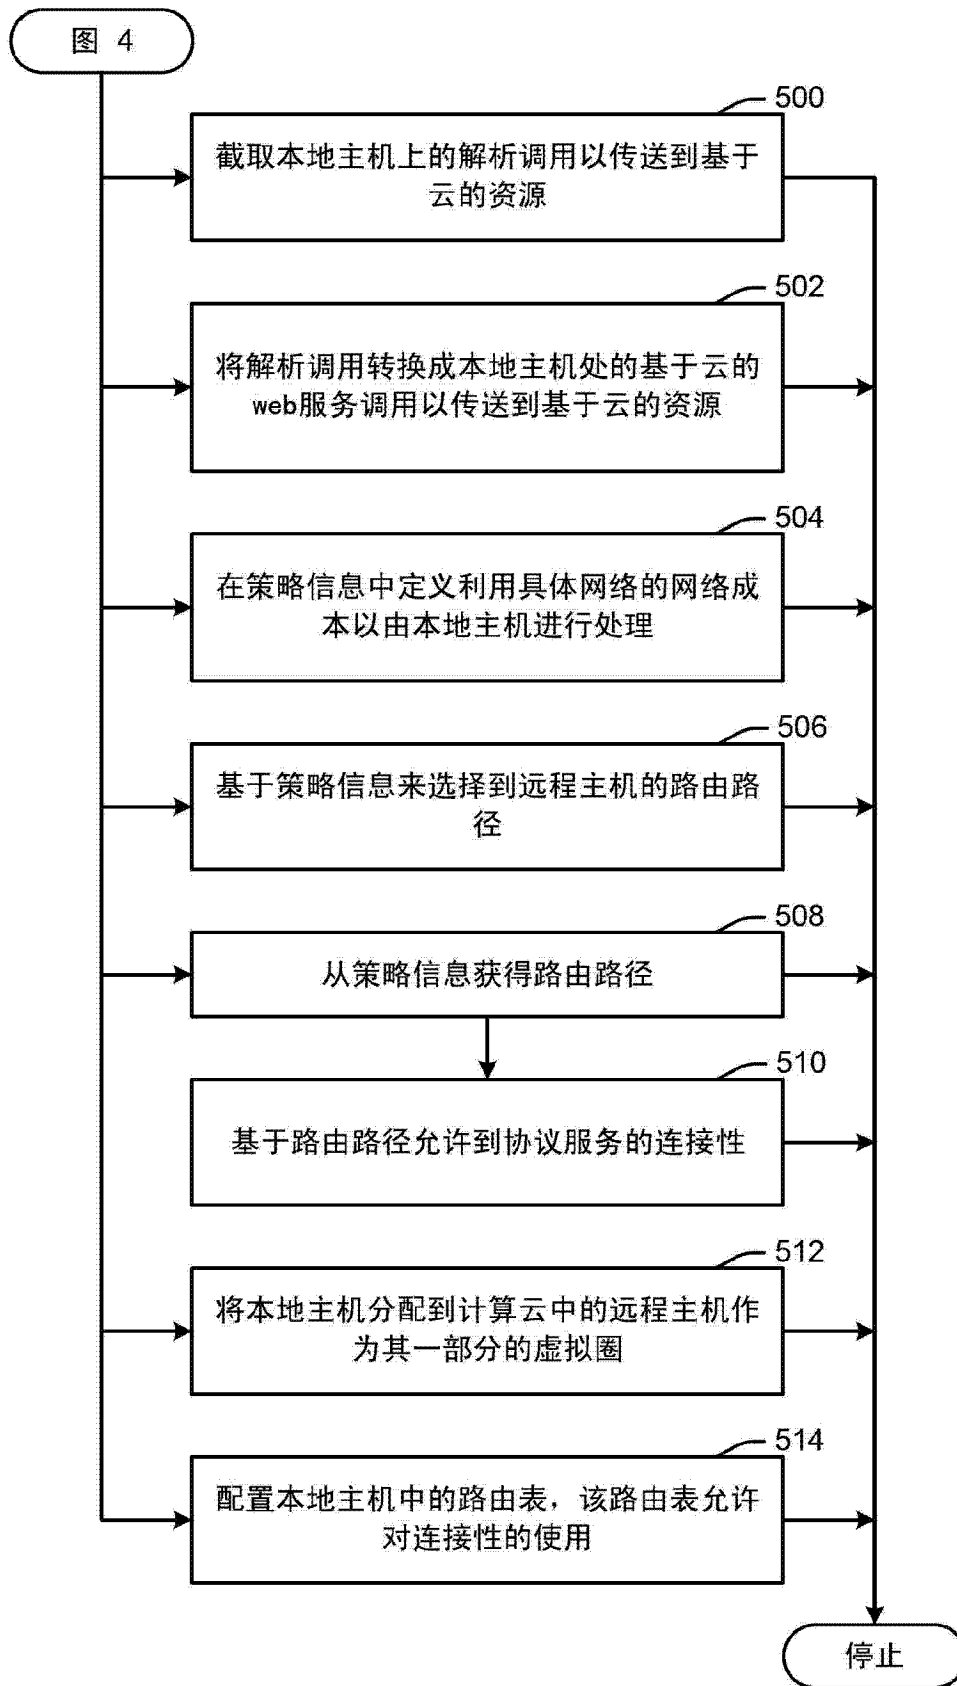 图 4
500
截取本地主机上的解析调用以传送到基于
云的资源
502
将解析调用转换成本地主机处的基于云的
web服务调用以传送到基于云的资源
504
在策略信息中定义利用具体网络的网络成
本以由本地主机进行处理
506
基于策略信息来选择到远程主机的路由路
径
508
从策略信息获得路由路径
510
基于路由路径允许到协议服务的连接性
512
将本地主机分配到计算云中的远程主机作
为其一部分的虚拟圈
514
配置本地主机中的路由表，该路由表允许
对连接性的使用
停止